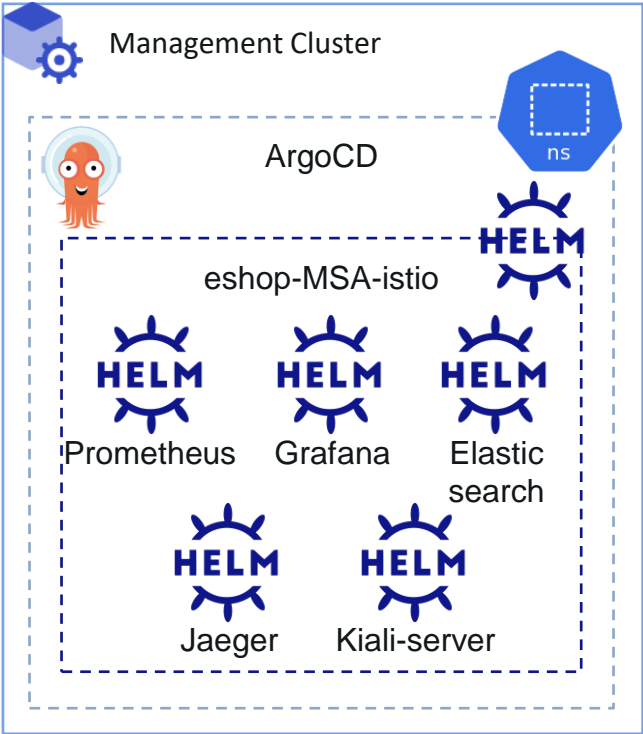 Management Cluster
ns
ArgoCD
HELM
eshop-MSA-istio
HELM HELM HELM
Prometheus Grafana Elastic
search
HELM HELM
Jaeger Kiali-server